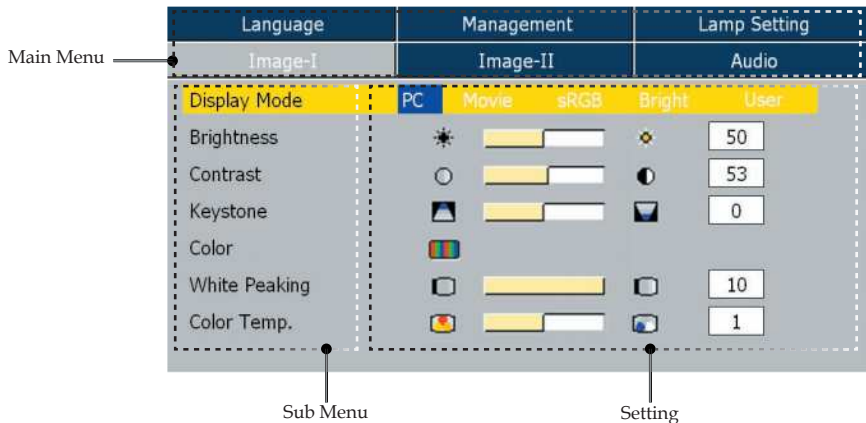 Language Management Lamp Setting
Main Menu Image-I Image-II Audio
Display Mode PC Movie sRGB Bright User
Brightness 50
Contrast 53
Keystone 0
Color
White Peaking 10
Color Temp. 1
Sub Menu Setting